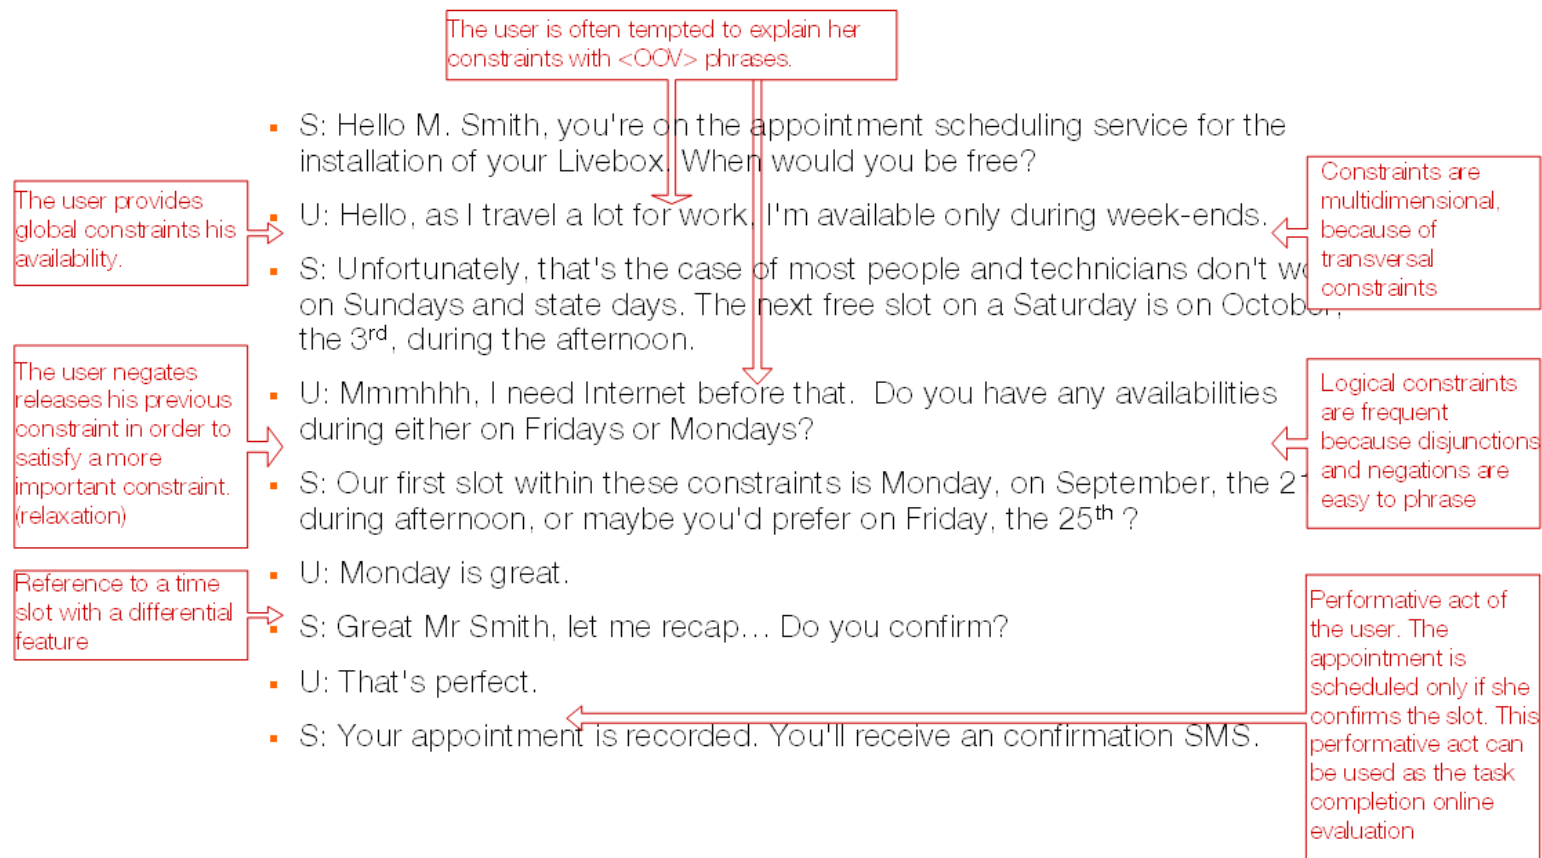 The user is often tempted to explain her
constraints with <OOV> phrases.
▪ S: Hello M. Smith, you're on the appointment scheduling service for the
installation of your Livebox. When would you be free?
The user provides
global constraints his
availability.
▪ U: Hello, as I travel a lot for work, I'm available only during week-ends.
Constraints are
multidimensional,
because of
transversal
constraints
▪ S: Unfortunately, that's the case of most people and technicians don't
on Sundays and state days. The next free slot on a Saturday is on October,
the 3rd, during the afternoon.
The user negates
releases his previous
constraint in order to
satisfy a more
important constraint.
(relaxation)
▪ U: Mmmhhh, I need Internet before that. Do you have any availabilities
during either on Fridays or Mondays?
Logical constraints
are frequent
because disjunctions
and negations are
easy to phrase
▪ S: Our first slot within these constraints is Monday, on September, the
during afternoon, or maybe you'd prefer on Friday, the 25th ?
▪ U: Monday is great.
Reference to a time
slot with a differential
feature
▪ S: Great Mr Smith, let me recap... Do you confirm?
▪ U: That's perfect.
Performative act of
the user. The
appointment is
scheduled only if she
confirms the slot. This
performative act can
be used as the task
completion online
evaluation
▪ S: Your appointment is recorded. You'll receive an confirmation SMS.